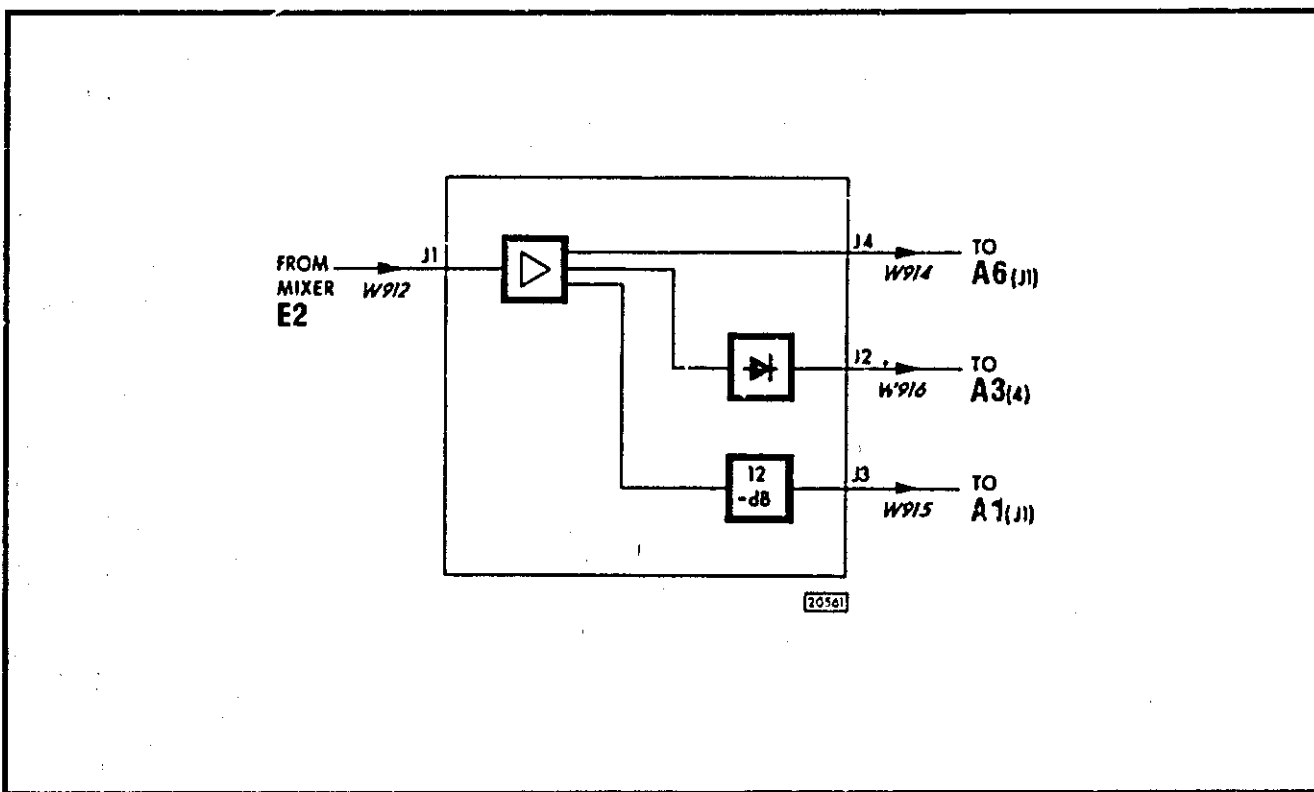 FROM
MIXER
E2
W912
J1
J4
W914
TO
A6(J1)
J2
W916
TO
A3(4)
12
-dB
J3
W915
TO
A1(J1)
20561